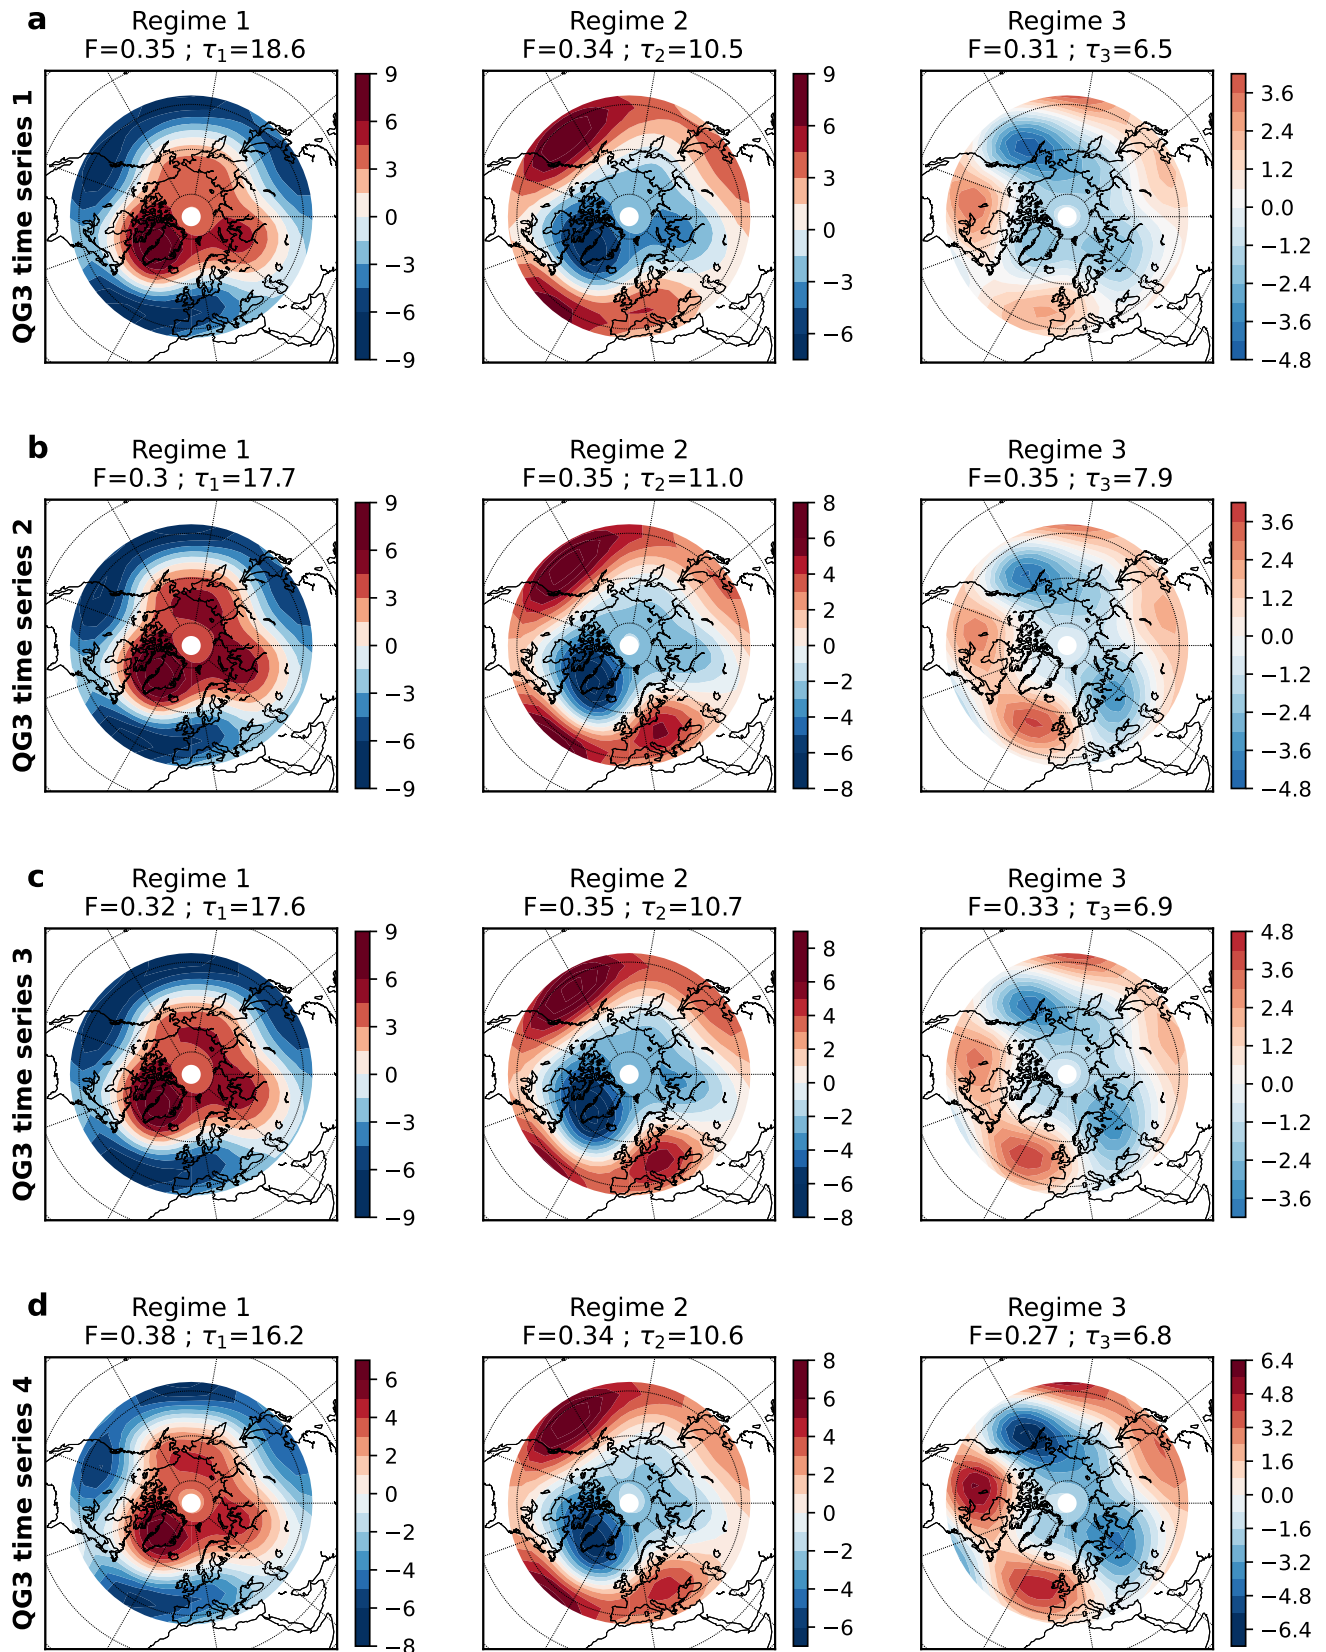 a
Regime 1
F=0.35 ; τ₁=18.6
Regime 2
F=0.34 ; τ₂=10.5
Regime 3
F=0.31 ; τ₃=6.5
QG3 time series 1
9
6
3
0
−3
−6
−9
9
6
3
0
−3
−6
3.6
2.4
1.2
0.0
−1.2
−2.4
−3.6
−4.8
b
Regime 1
F=0.3 ; τ₁=17.7
Regime 2
F=0.35 ; τ₂=11.0
Regime 3
F=0.35 ; τ₃=7.9
QG3 time series 2
9
6
3
0
−3
−6
−9
8
6
4
2
0
−2
−4
−6
−8
3.6
2.4
1.2
0.0
−1.2
−2.4
−3.6
−4.8
c
Regime 1
F=0.32 ; τ₁=17.6
Regime 2
F=0.35 ; τ₂=10.7
Regime 3
F=0.33 ; τ₃=6.9
QG3 time series 3
9
6
3
0
−3
−6
−9
8
6
4
2
0
−2
−4
−6
−8
4.8
3.6
2.4
1.2
0.0
−1.2
−2.4
−3.6
d
Regime 1
F=0.38 ; τ₁=16.2
Regime 2
F=0.34 ; τ₂=10.6
Regime 3
F=0.27 ; τ₃=6.8
QG3 time series 4
6
4
2
0
−2
−4
−6
−8
8
6
4
2
0
−2
−4
−6
6.4
4.8
3.2
1.6
0.0
−1.6
−3.2
−4.8
−6.4